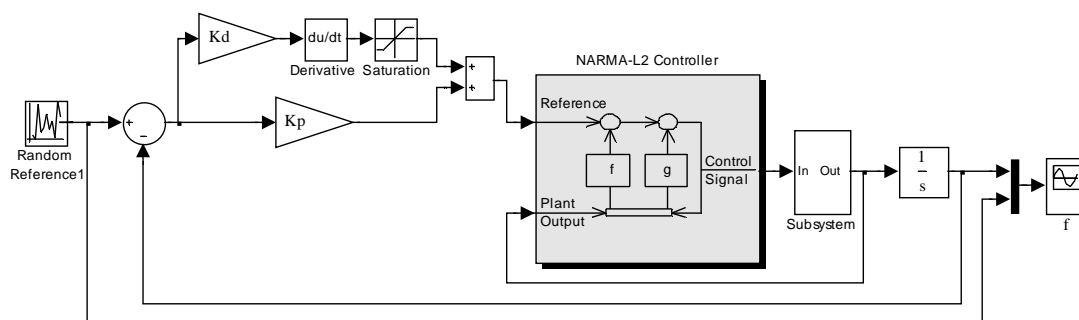 Kd
du/dt
Derivative
Saturation
+
+
NARMA-L2 Controller
Random
Reference1
+
−
Kp
Reference
f
g
Control
Signal
Plant
Output
In Out
Subsystem
1
s
f